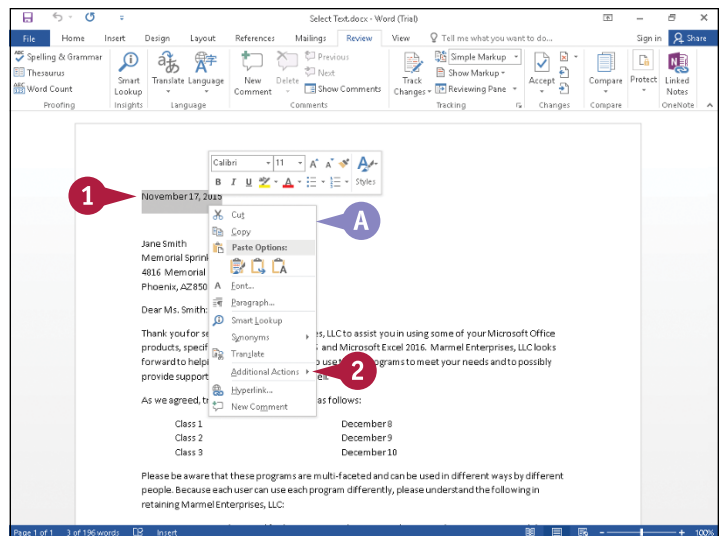 Select Text.docx - Word (Trial)
File Home Insert Design Layout References Mailings Review View Tell me what you want to do... Sign in Share
Spelling & Grammar
Thesaurus
Word Count
Proofing
Smart Lookup
Insights
Translate Language
Language
New Comment
Delete
Previous
Next
Show Comments
Comments
Track Changes
Simple Markup
Show Markup
Reviewing Pane
Tracking
Accept
Changes
Compare
Compare
Protect
Linked Notes
OneNote
Calibri 11
B I U Styles
1
November 17, 2015
Cut
A
Copy
Paste Options:
Font...
Paragraph...
Smart Lookup
Synonyms
Translate
Additional Actions
2
Hyperlink...
New Comment
Jane Smith
Memorial Sprink
4816 Memorial
Phoenix, AZ 850
Dear Ms. Smith:
Thank you for se s, LLC to assist you in using some of your Microsoft Office
products, specif and Microsoft Excel 2016. Marmel Enterprises, LLC looks
forward to helpi use t grams to meet your needs and to possibly
provide support
As we agreed, t as follows:
Class 1 December 8
Class 2 December 9
Class 3 December 10
Please be aware that these programs are multi-faceted and can be used in different ways by different
people. Because each user can use each program differently, please understand the following in
retaining Marmel Enterprises, LLC:
Page 1 of 1 3 of 196 words Insert 100%